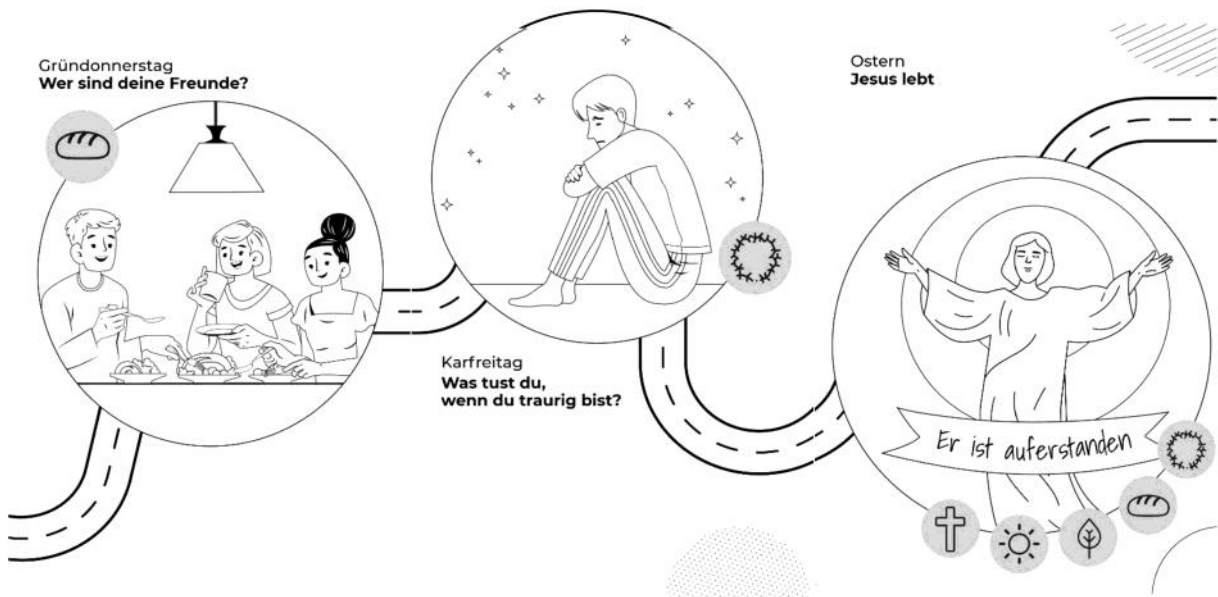 Gründonnerstag
Wer sind deine Freunde?
Karfreitag
Was tust du,
wenn du traurig bist?
Ostern
Jesus lebt
Er ist auferstanden